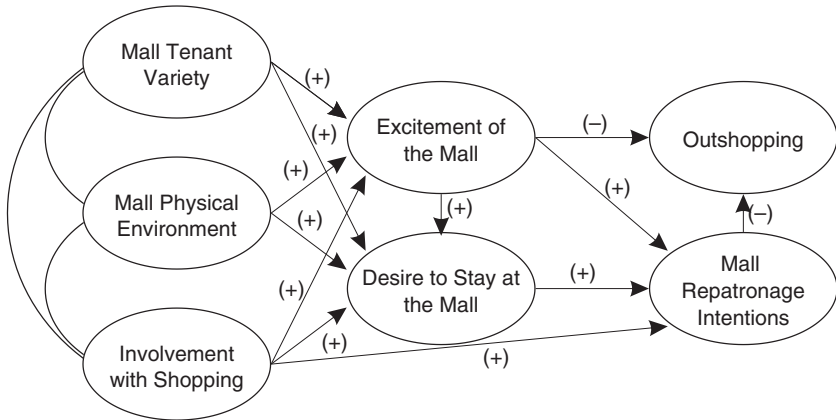 Mall Tenant
Variety
(+)
(+)
Excitement of
the Mall
(–)
Outshopping
(+)
(+)
Mall Physical
Environment
(+)
(+)
(–)
(+)
Desire to Stay at
the Mall
(+)
Mall
Repatronage
Intentions
Involvement
with Shopping
(+)
(+)